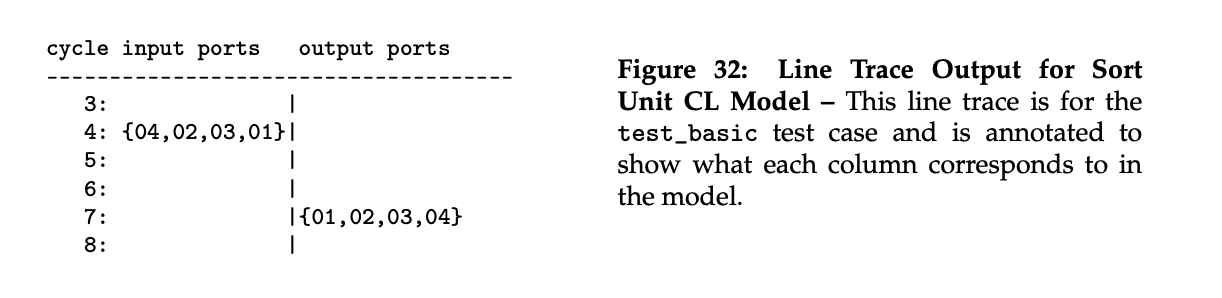 cycle input ports   output ports
-------------------------------------
   3:               |
   4: {04,02,03,01}|
   5:               |
   6:               |
   7:               |{01,02,03,04}
   8:               |
Figure 32: Line Trace Output for Sort
Unit CL Model – This line trace is for the
test_basic test case and is annotated to
show what each column corresponds to in
the model.